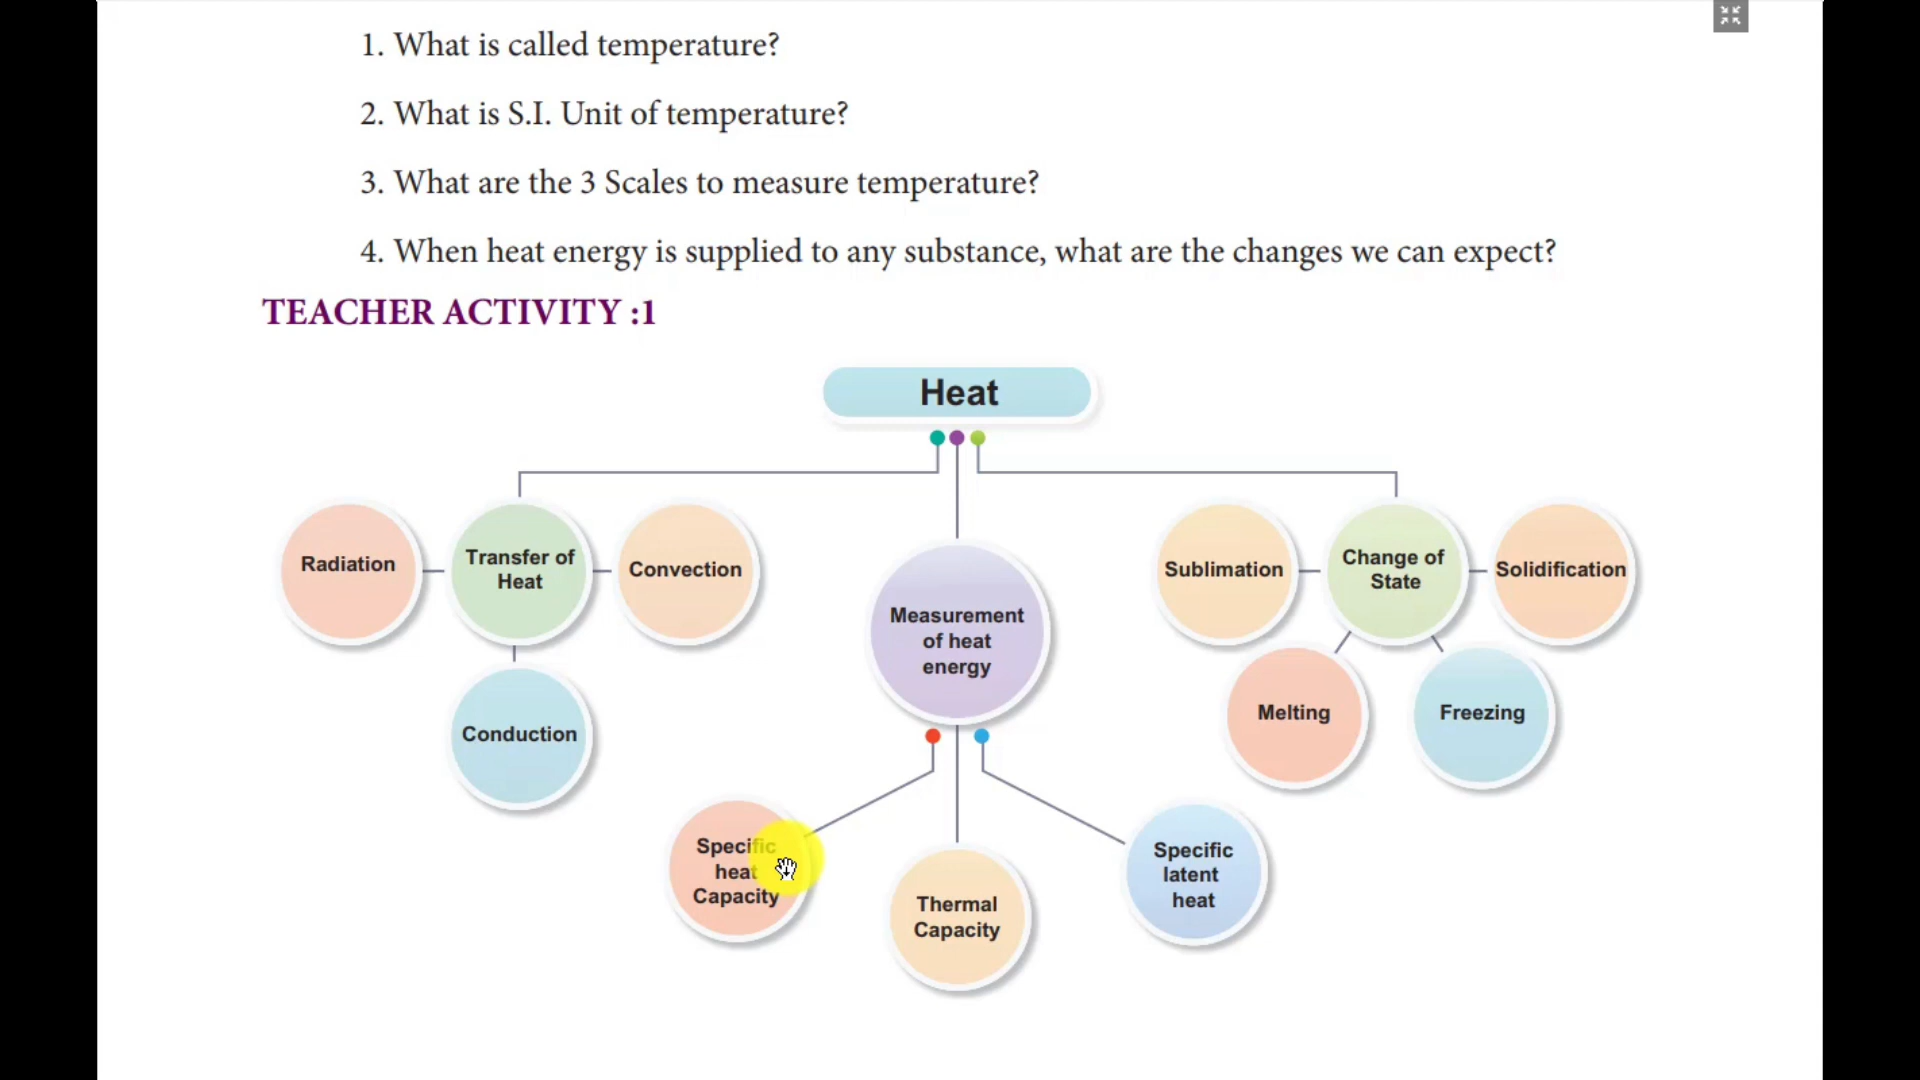 1. What is called temperature?
2. What is S.I. Unit of temperature?
3. What are the 3 Scales to measure temperature?
4. When heat energy is supplied to any substance, what are the changes we can expect?
TEACHER ACTIVITY :1
Heat
Radiation
Transfer of
Heat
Convection
Conduction
Measurement
of heat
energy
Sublimation
Change of
State
Solidification
Melting
Freezing
Specific
heat
Capacity
Thermal
Capacity
Specific
latent
heat